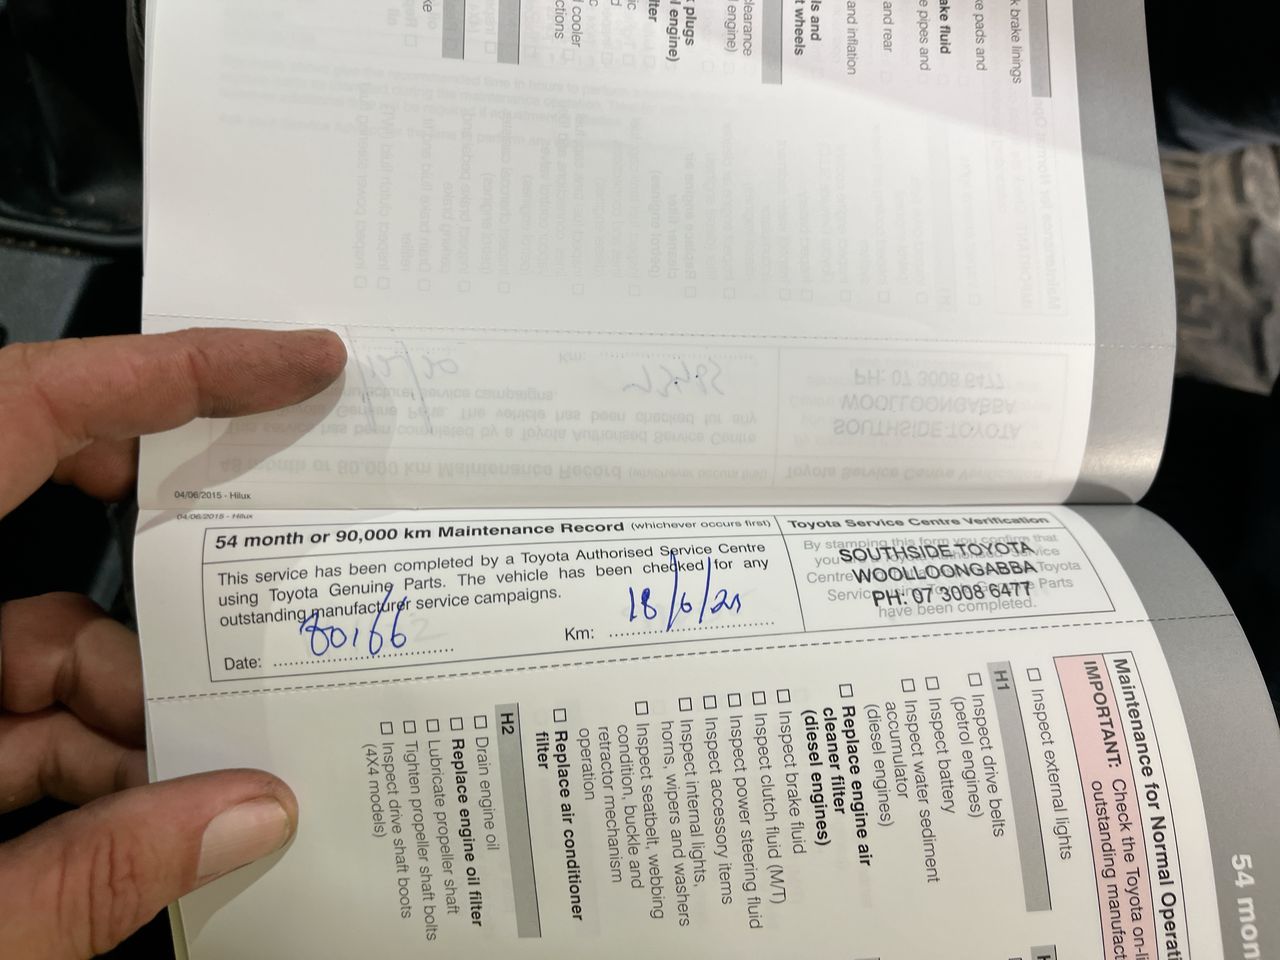 k brake linings
ke pads and
ake fluid
e pipes and
and rear
and inflation
ls and
t wheels
learance
engine)
k plugs
l engine)
lter
cooler
ctions
ke
04/06/2015 - Hilux
04/06/2015 - Hilux
54 month or 90,000 km Maintenance Record (whichever occurs first)
This service has been completed by a Toyota Authorised Service Centre
using Toyota Genuine Parts. The vehicle has been checked for any
outstanding manufacturer service campaigns.
Date: 80166 Km: 18/6/21
Toyota Service Centre Verification
By stamping this form you confirm that
you Service
Centre Toyota
Servic Parts
have been completed.
SOUTHSIDE TOYOTA
WOOLLOONGABBA
PH: 07 3008 6477
54 mon
Maintenance for Normal Operati
IMPORTANT: Check the Toyota on-li
outstanding manufact
☐ Inspect external lights
H1
☐ Inspect drive belts
(petrol engines)
☐ Inspect battery
☐ Inspect water sediment
accumulator
(diesel engines)
☐ Replace engine air
cleaner filter
(diesel engines)
☐ Inspect brake fluid
☐ Inspect clutch fluid (M/T)
☐ Inspect power steering fluid
☐ Inspect accessory items
☐ Inspect internal lights,
horns, wipers and washers
☐ Inspect seatbelt, webbing
condition, buckle and
retractor mechanism
operation
☐ Replace air conditioner
filter
H2
☐ Drain engine oil
☐ Replace engine oil filter
☐ Lubricate propeller shaft
☐ Tighten propeller shaft bolts
☐ Inspect drive shaft boots
(4X4 models)